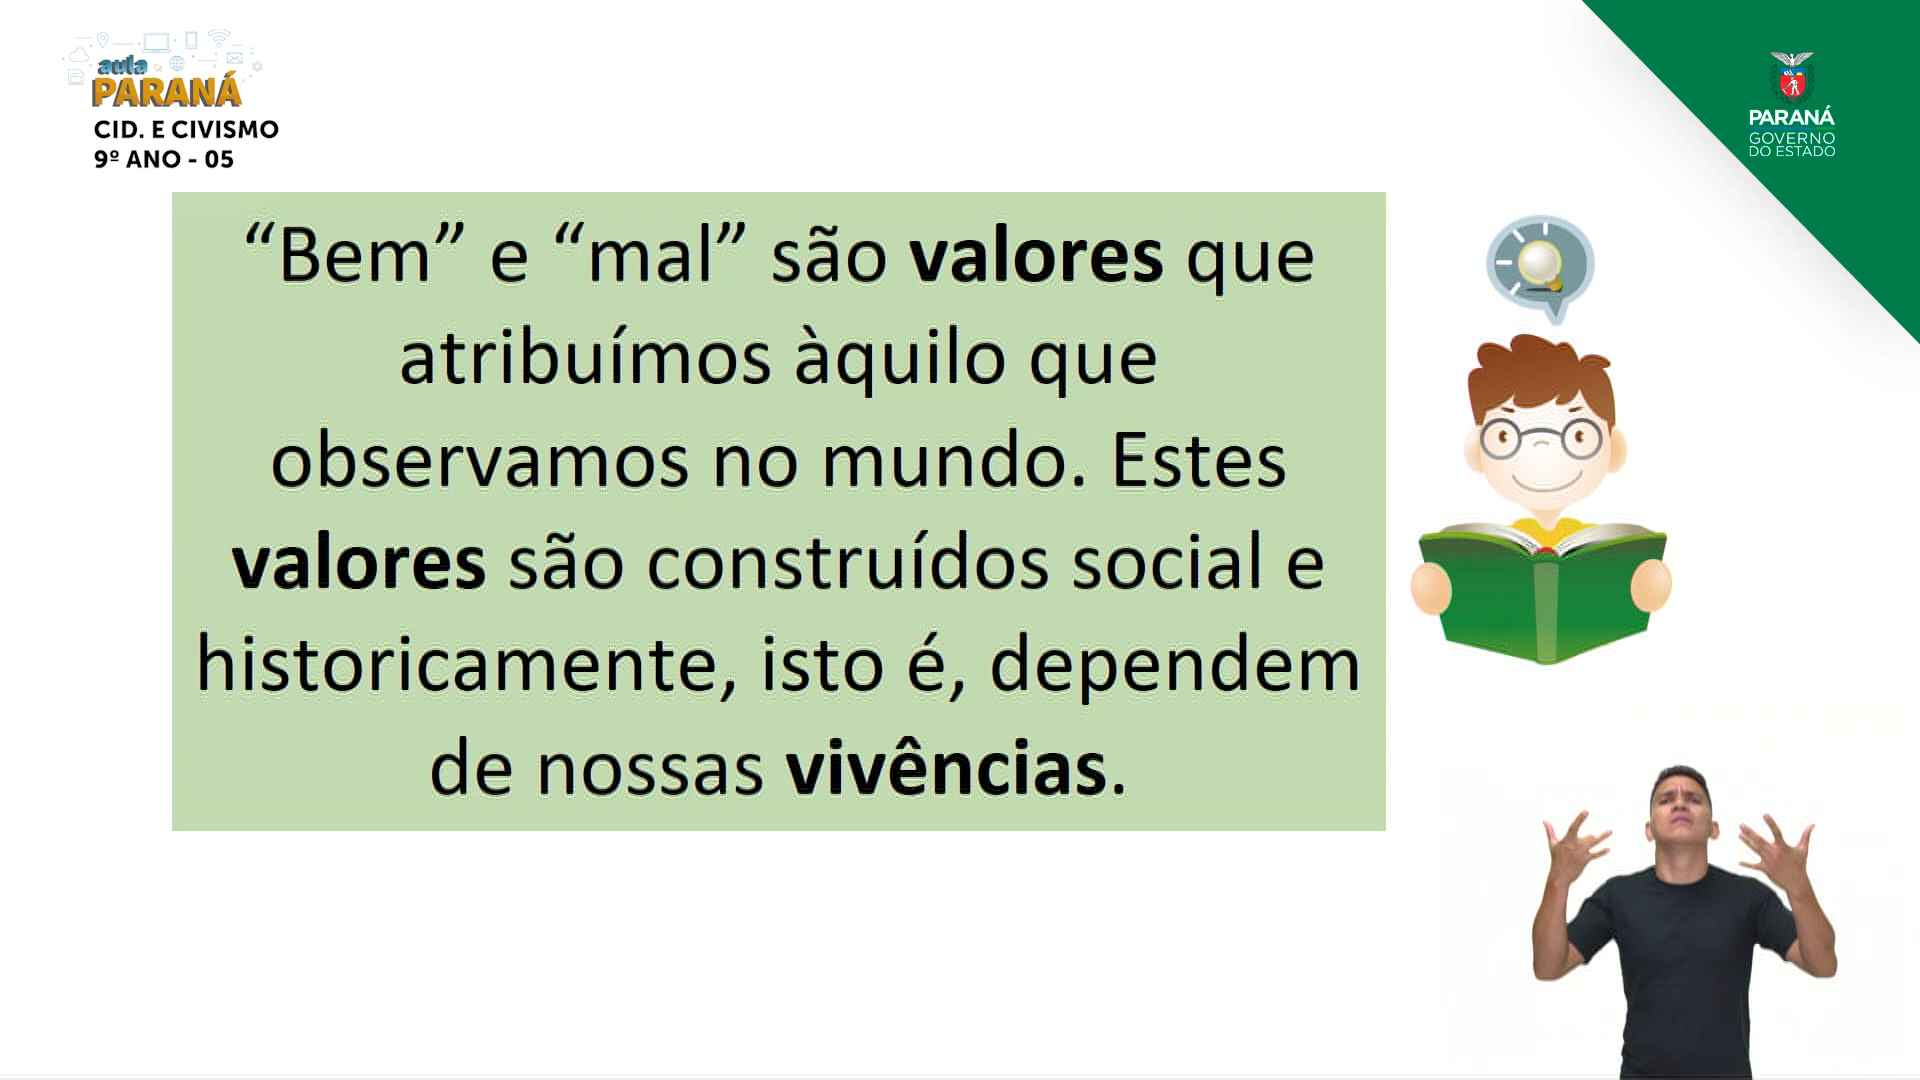 aula
PARANÁ
CID. E CIVISMO
9º ANO - 05
PARANÁ
GOVERNO
DO ESTADO
“Bem” e “mal” são valores que
atribuímos àquilo que
observamos no mundo. Estes
valores são construídos social e
historicamente, isto é, dependem
de nossas vivências.